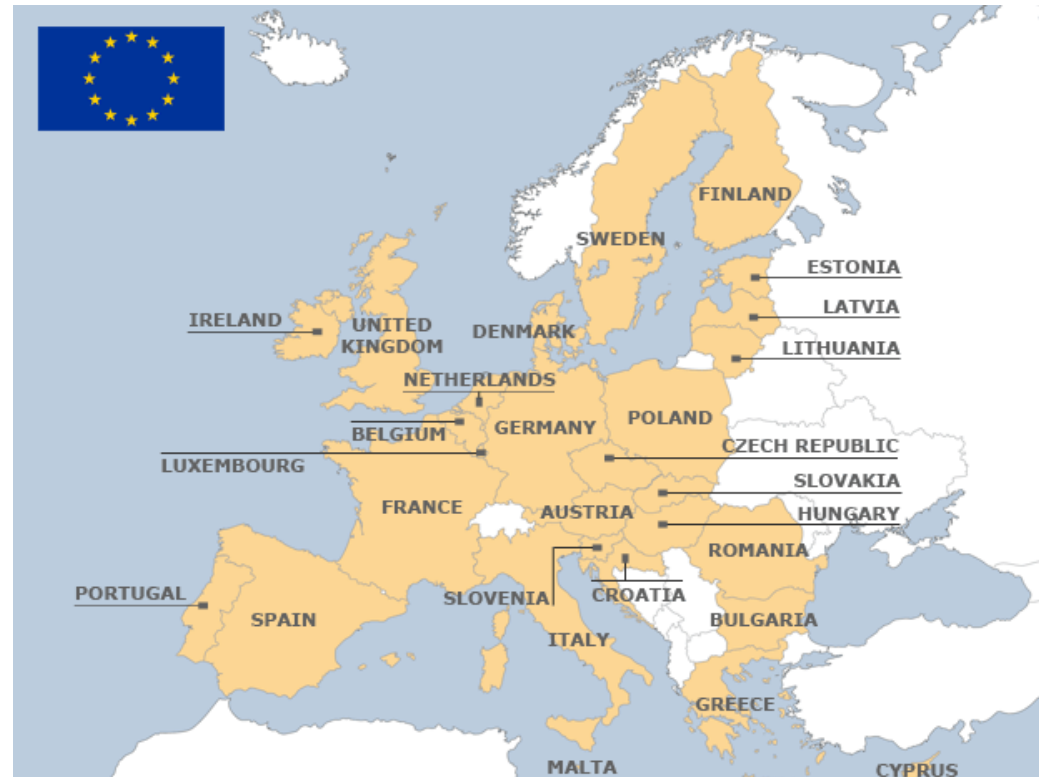 FINLAND
SWEDEN
ESTONIA
LATVIA
IRELAND
UNITED
KINGDOM
DENMARK
LITHUANIA
NETHERLANDS
POLAND
BELGIUM
GERMANY
CZECH REPUBLIC
LUXEMBOURG
SLOVAKIA
FRANCE
AUSTRIA
HUNGARY
ROMANIA
PORTUGAL
SLOVENIA
CROATIA
SPAIN
BULGARIA
ITALY
GREECE
MALTA
CYPRUS